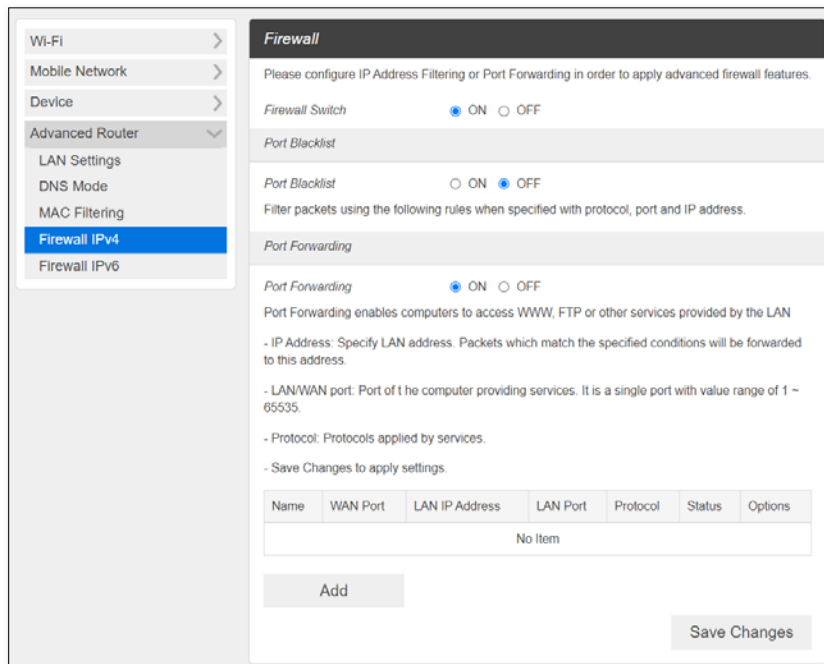 Wi-Fi
Mobile Network
Device
Advanced Router
LAN Settings
DNS Mode
MAC Filtering
Firewall IPv4
Firewall IPv6
Firewall
Please configure IP Address Filtering or Port Forwarding in order to apply advanced firewall features.
Firewall Switch ON OFF
Port Blacklist
Port Blacklist ON OFF
Filter packets using the following rules when specified with protocol, port and IP address.
Port Forwarding
Port Forwarding ON OFF
Port Forwarding enables computers to access WWW, FTP or other services provided by the LAN
- IP Address: Specify LAN address. Packets which match the specified conditions will be forwarded
to this address.
- LAN/WAN port: Port of t he computer providing services. It is a single port with value range of 1 ~
65535.
- Protocol: Protocols applied by services.
- Save Changes to apply settings.
Name WAN Port LAN IP Address LAN Port Protocol Status Options
No Item
Add
Save Changes